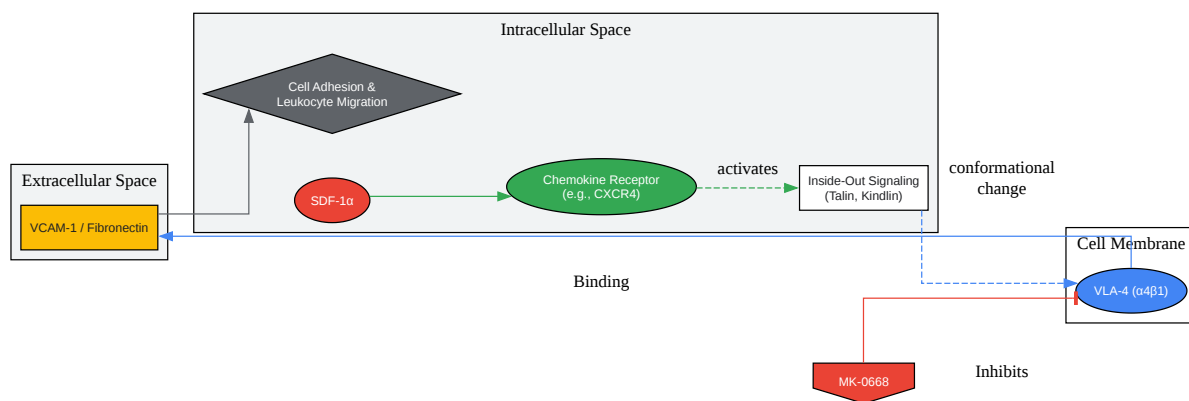 Intracellular Space
Cell Adhesion &
Leukocyte Migration
Extracellular Space
VCAM-1 / Fibronectin
SDF-1α
Chemokine Receptor
(e.g., CXCR4)
activates
Inside-Out Signaling
(Talin, Kindlin)
conformational
change
Cell Membrane
VLA-4 (α4β1)
Binding
MK-0668
Inhibits